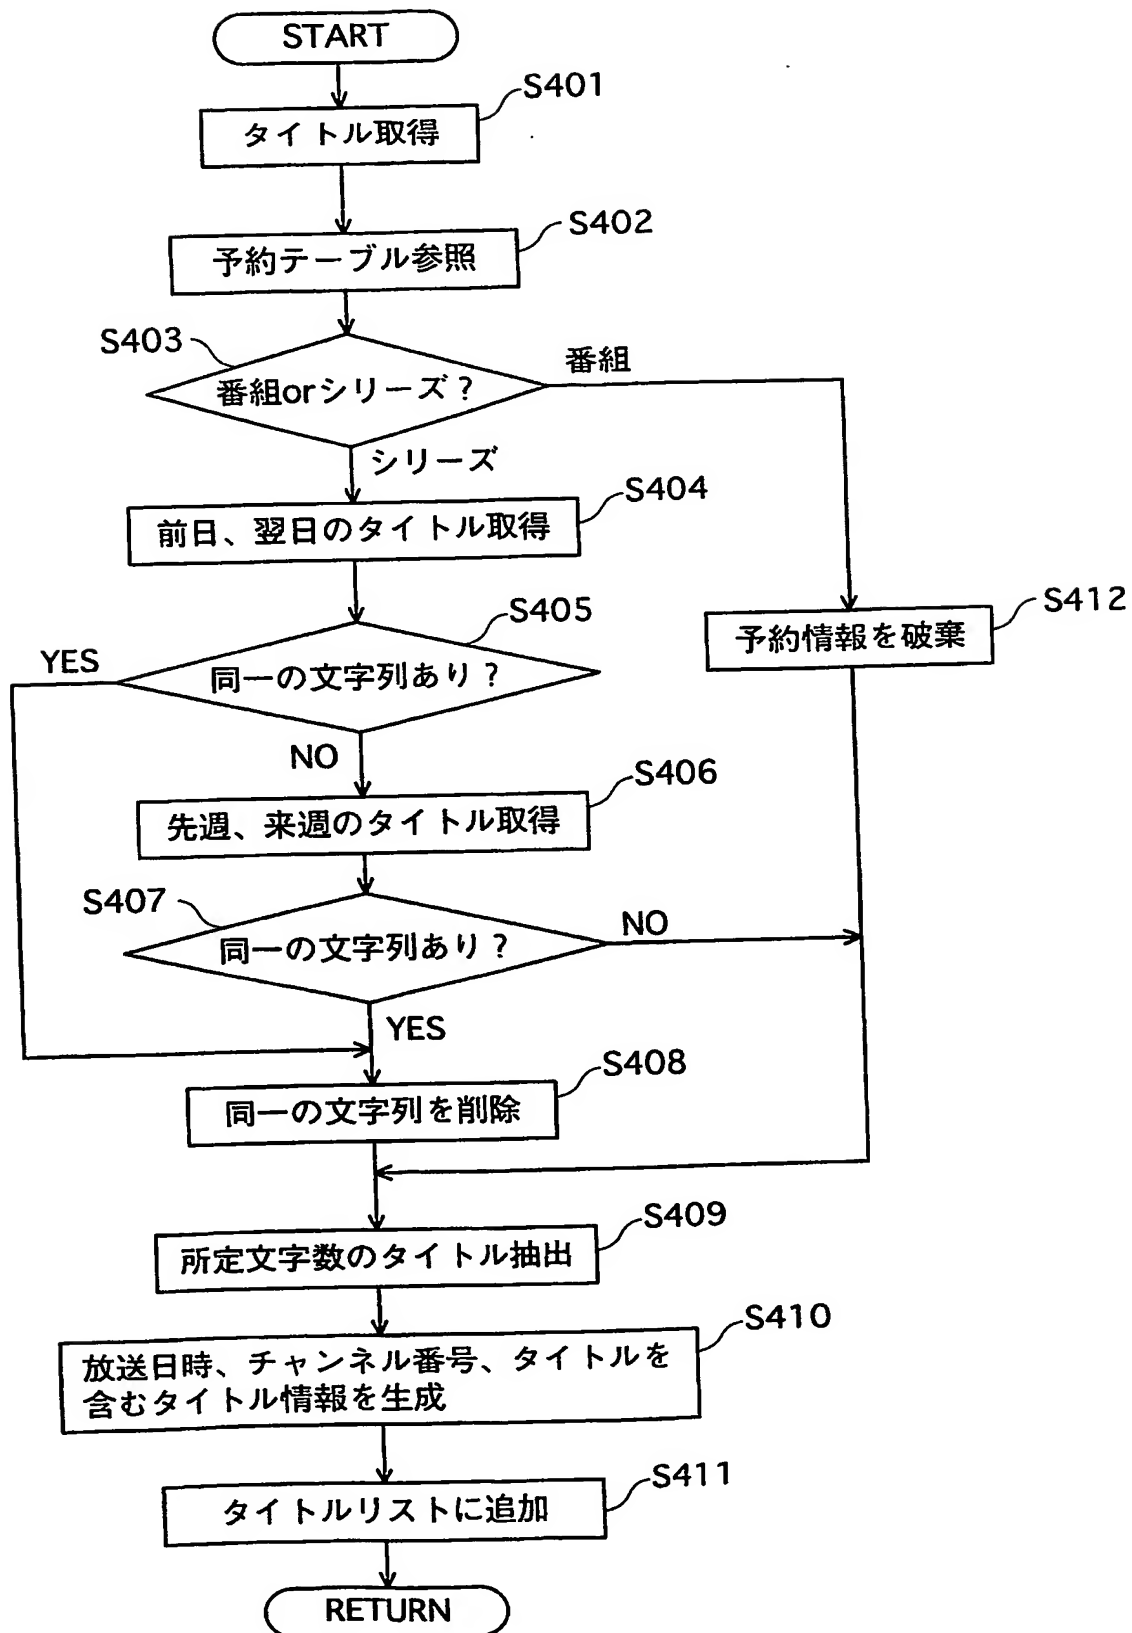 START
S401
タイトル取得
S402
予約テーブル参照
S403
番組orシリーズ?
番組
シリーズ
S404
前日、翌日のタイトル取得
S405
同一の文字列あり?
YES
NO
S412
予約情報を破棄
S406
先週、来週のタイトル取得
S407
同一の文字列あり?
NO
YES
S408
同一の文字列を削除
S409
所定文字数のタイトル抽出
S410
放送日時、チャンネル番号、タイトルを
含むタイトル情報を生成
S411
タイトルリストに追加
RETURN